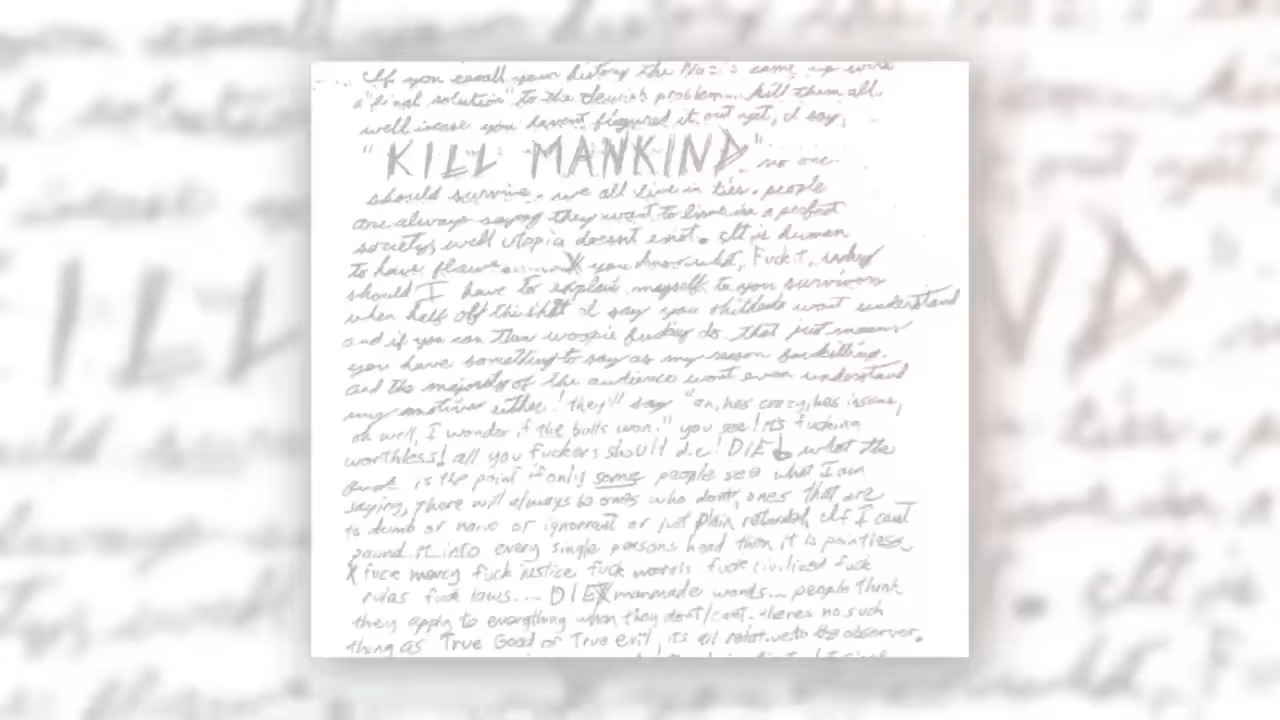 If you recall your history the Nazis came up with
a "final solution" to the Jewish problem... kill them all.
well incase you havent figured it out yet, I say,
"KILL MANKIND" no one
should survive. we all live in lies. people
are always saying they want to live in a perfect
society, well utopia doesnt exist. It is human
to have flaws you know what, Fuck it, why
should I have to explain myself to you survivors
when half of this shit I say you shitheads wont understand
and if you can than woopie fucking do. that just means
you have something to say as my reason for killing.
and the majority of the audience wont even understand
my motives either! they'll say "ah, hes crazy, hes insane,
oh well, I wonder if the bulls won." you see! its fucking
worthless! all you fuckers should die! DIE! what the
fuck is the point if only some people see what I am
saying, there will always be ones who dont, ones that are
to dumb or naive or ignorrent or just plain retarded. If I cant
pound it into every single persons head then it is pointless
X fuck mercy fuck justice fuck morals fuck civilized fuck
rules fuck laws.... DIE manmade words... people think
they apply to everything when they dont/cant. theres no such
thing as True Good or True evil, its all relative to the observer.